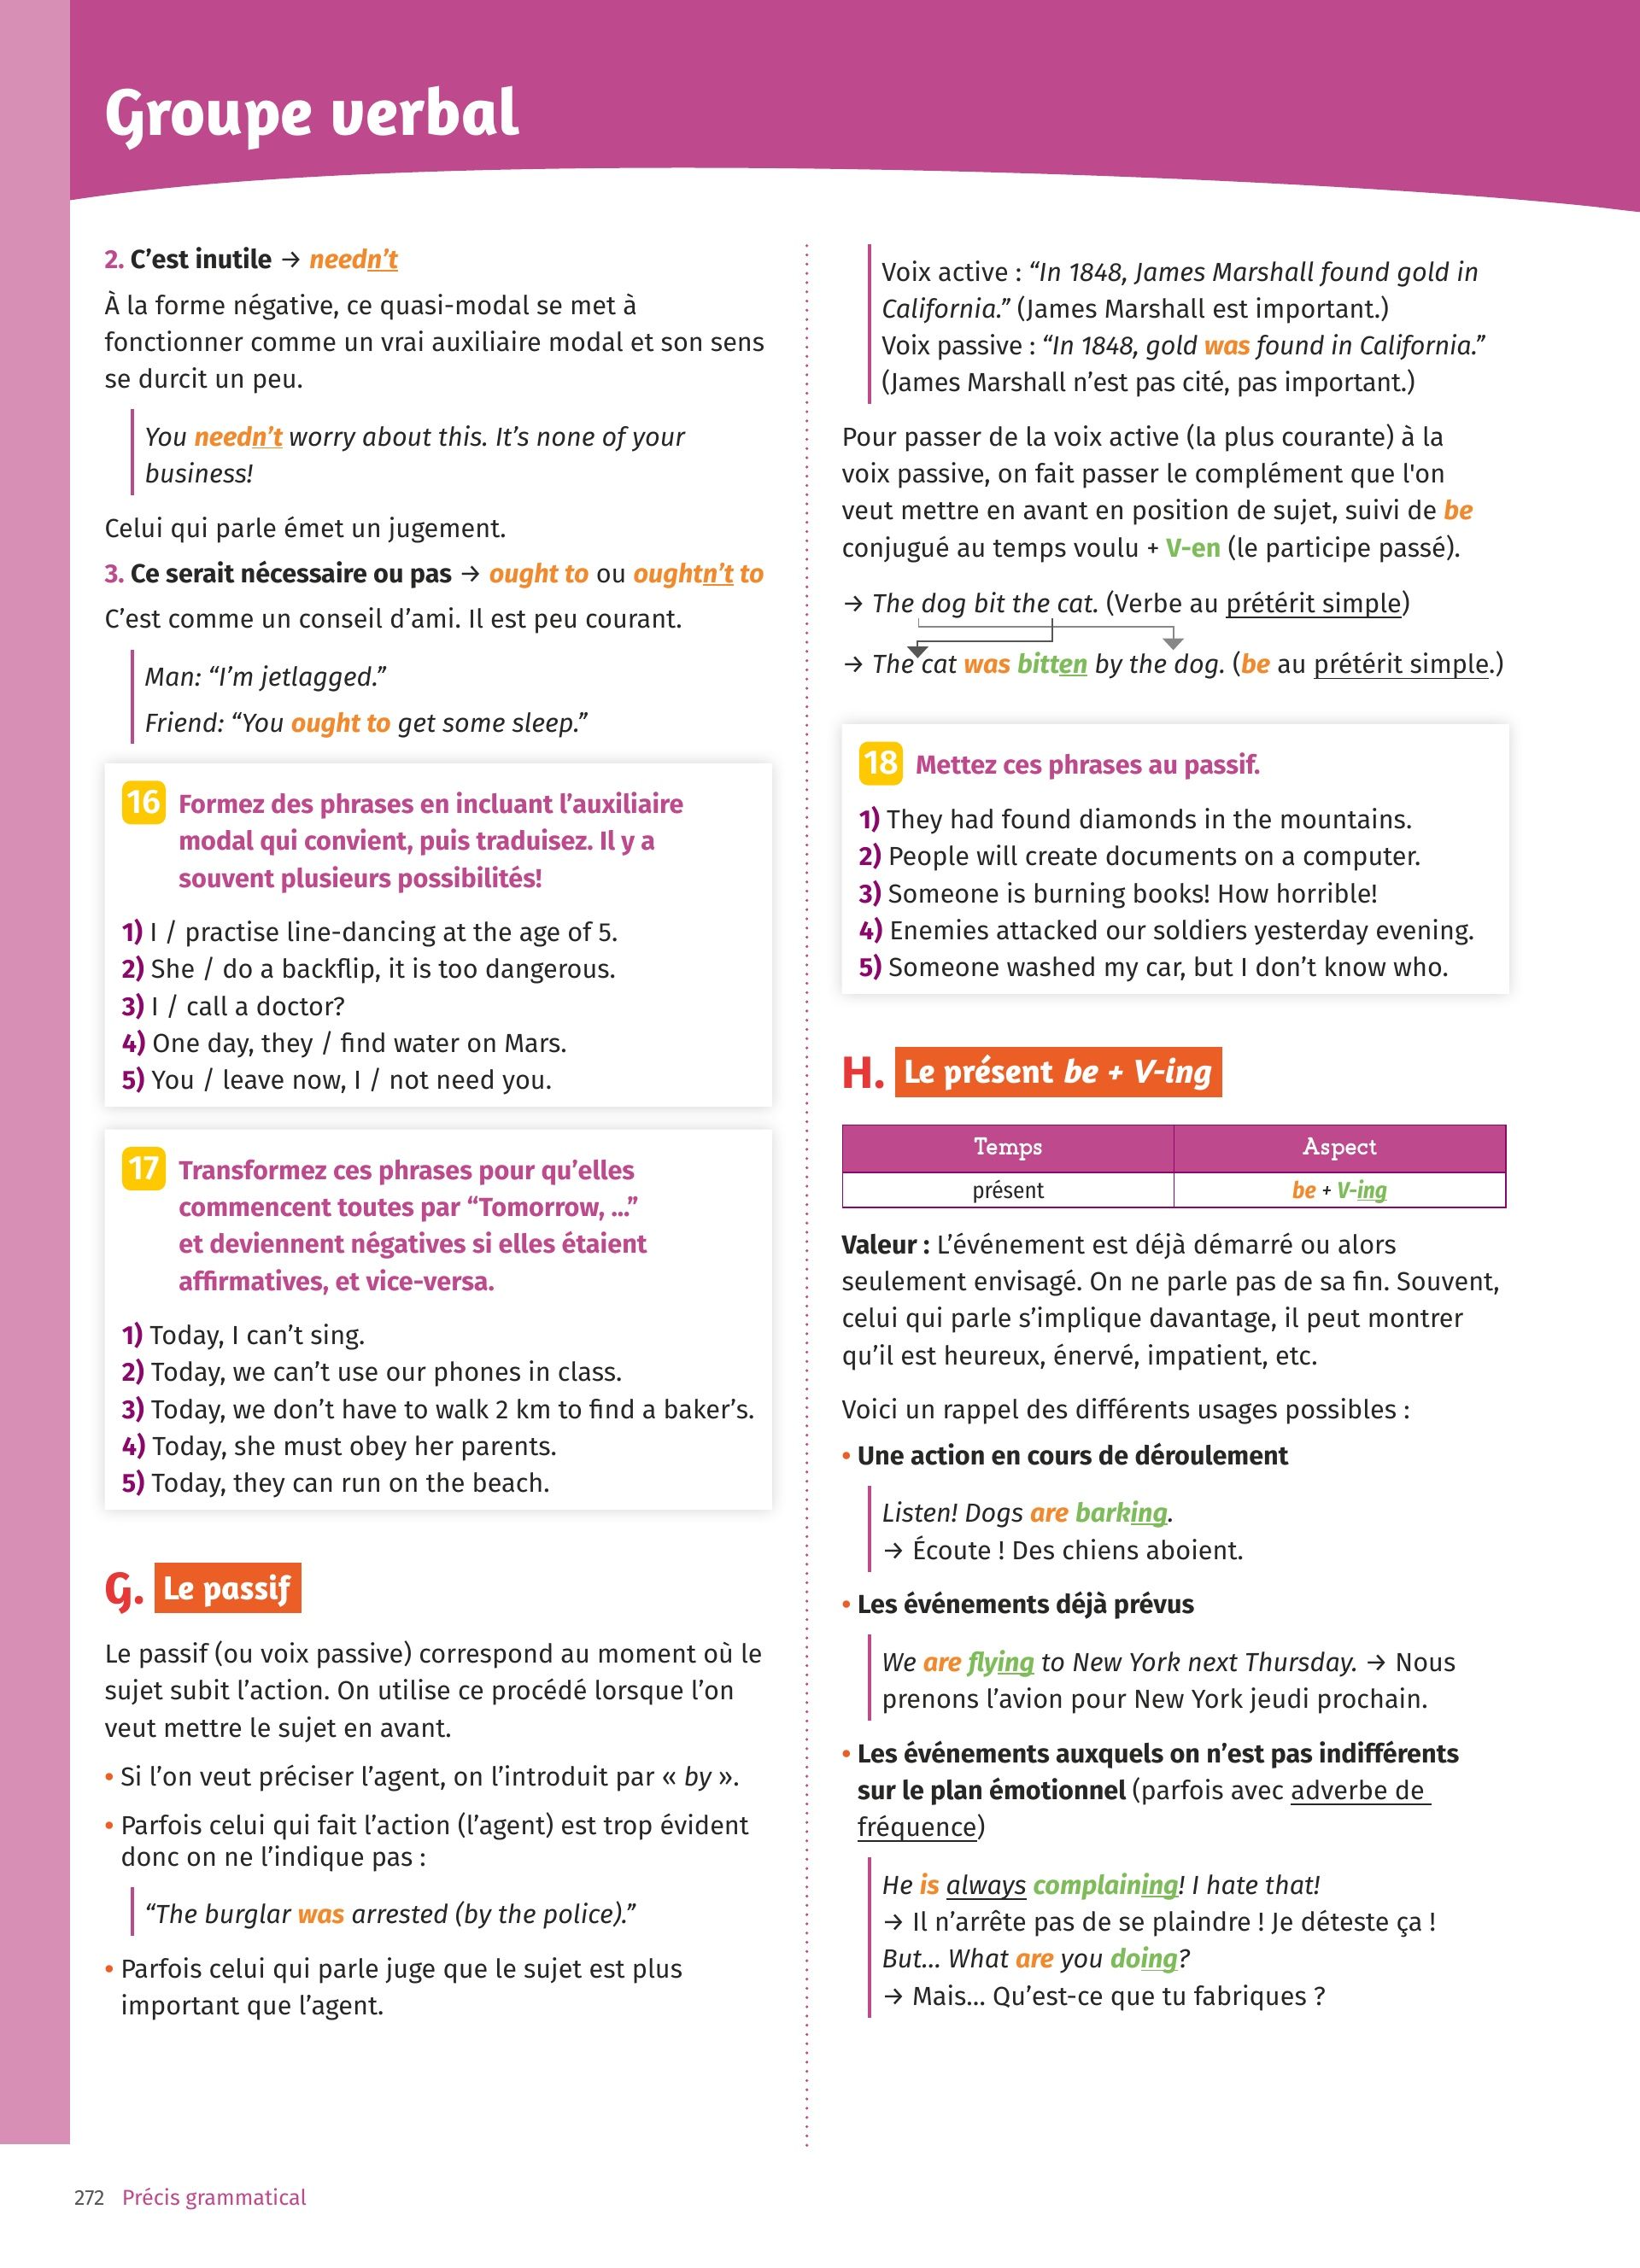 Groupe verbal
2. C’est inutile → needn’t
À la forme négative, ce quasi-modal se met à
fonctionner comme un vrai auxiliaire modal et son sens
se durcit un peu.
You needn’t worry about this. It’s none of your
business!
Celui qui parle émet un jugement.
3. Ce serait nécessaire ou pas → ought to ou oughtn’t to
C’est comme un conseil d’ami. Il est peu courant.
Man: “I’m jetlagged.”
Friend: “You ought to get some sleep.”
16 Formez des phrases en incluant l’auxiliaire
modal qui convient, puis traduisez. Il y a
souvent plusieurs possibilités!
1) I / practise line-dancing at the age of 5.
2) She / do a backflip, it is too dangerous.
3) I / call a doctor?
4) One day, they / find water on Mars.
5) You / leave now, I / not need you.
17 Transformez ces phrases pour qu’elles
commencent toutes par “Tomorrow, ...”
et deviennent négatives si elles étaient
affirmatives, et vice-versa.
1) Today, I can’t sing.
2) Today, we can’t use our phones in class.
3) Today, we don’t have to walk 2 km to find a baker’s.
4) Today, she must obey her parents.
5) Today, they can run on the beach.
G. Le passif
Le passif (ou voix passive) correspond au moment où le
sujet subit l’action. On utilise ce procédé lorsque l’on
veut mettre le sujet en avant.
• Si l’on veut préciser l’agent, on l’introduit par « by ».
• Parfois celui qui fait l’action (l’agent) est trop évident
donc on ne l’indique pas :
“The burglar was arrested (by the police).”
• Parfois celui qui parle juge que le sujet est plus
important que l’agent.
Voix active : “In 1848, James Marshall found gold in
California.” (James Marshall est important.)
Voix passive : “In 1848, gold was found in California.”
(James Marshall n’est pas cité, pas important.)
Pour passer de la voix active (la plus courante) à la
voix passive, on fait passer le complément que l'on
veut mettre en avant en position de sujet, suivi de be
conjugué au temps voulu + V-en (le participe passé).
→ The dog bit the cat. (Verbe au prétérit simple)
→ The cat was bitten by the dog. (be au prétérit simple.)
18 Mettez ces phrases au passif.
1) They had found diamonds in the mountains.
2) People will create documents on a computer.
3) Someone is burning books! How horrible!
4) Enemies attacked our soldiers yesterday evening.
5) Someone washed my car, but I don’t know who.
H. Le présent be + V-ing
Temps Aspect
présent be + V-ing
Valeur : L’événement est déjà démarré ou alors
seulement envisagé. On ne parle pas de sa fin. Souvent,
celui qui parle s’implique davantage, il peut montrer
qu’il est heureux, énervé, impatient, etc.
Voici un rappel des différents usages possibles :
• Une action en cours de déroulement
Listen! Dogs are barking.
→ Écoute ! Des chiens aboient.
• Les événements déjà prévus
We are flying to New York next Thursday. → Nous
prenons l’avion pour New York jeudi prochain.
• Les événements auxquels on n’est pas indifférents
sur le plan émotionnel (parfois avec adverbe de
fréquence)
He is always complaining! I hate that!
→ Il n’arrête pas de se plaindre ! Je déteste ça !
But... What are you doing?
→ Mais... Qu’est-ce que tu fabriques ?
272 Précis grammatical